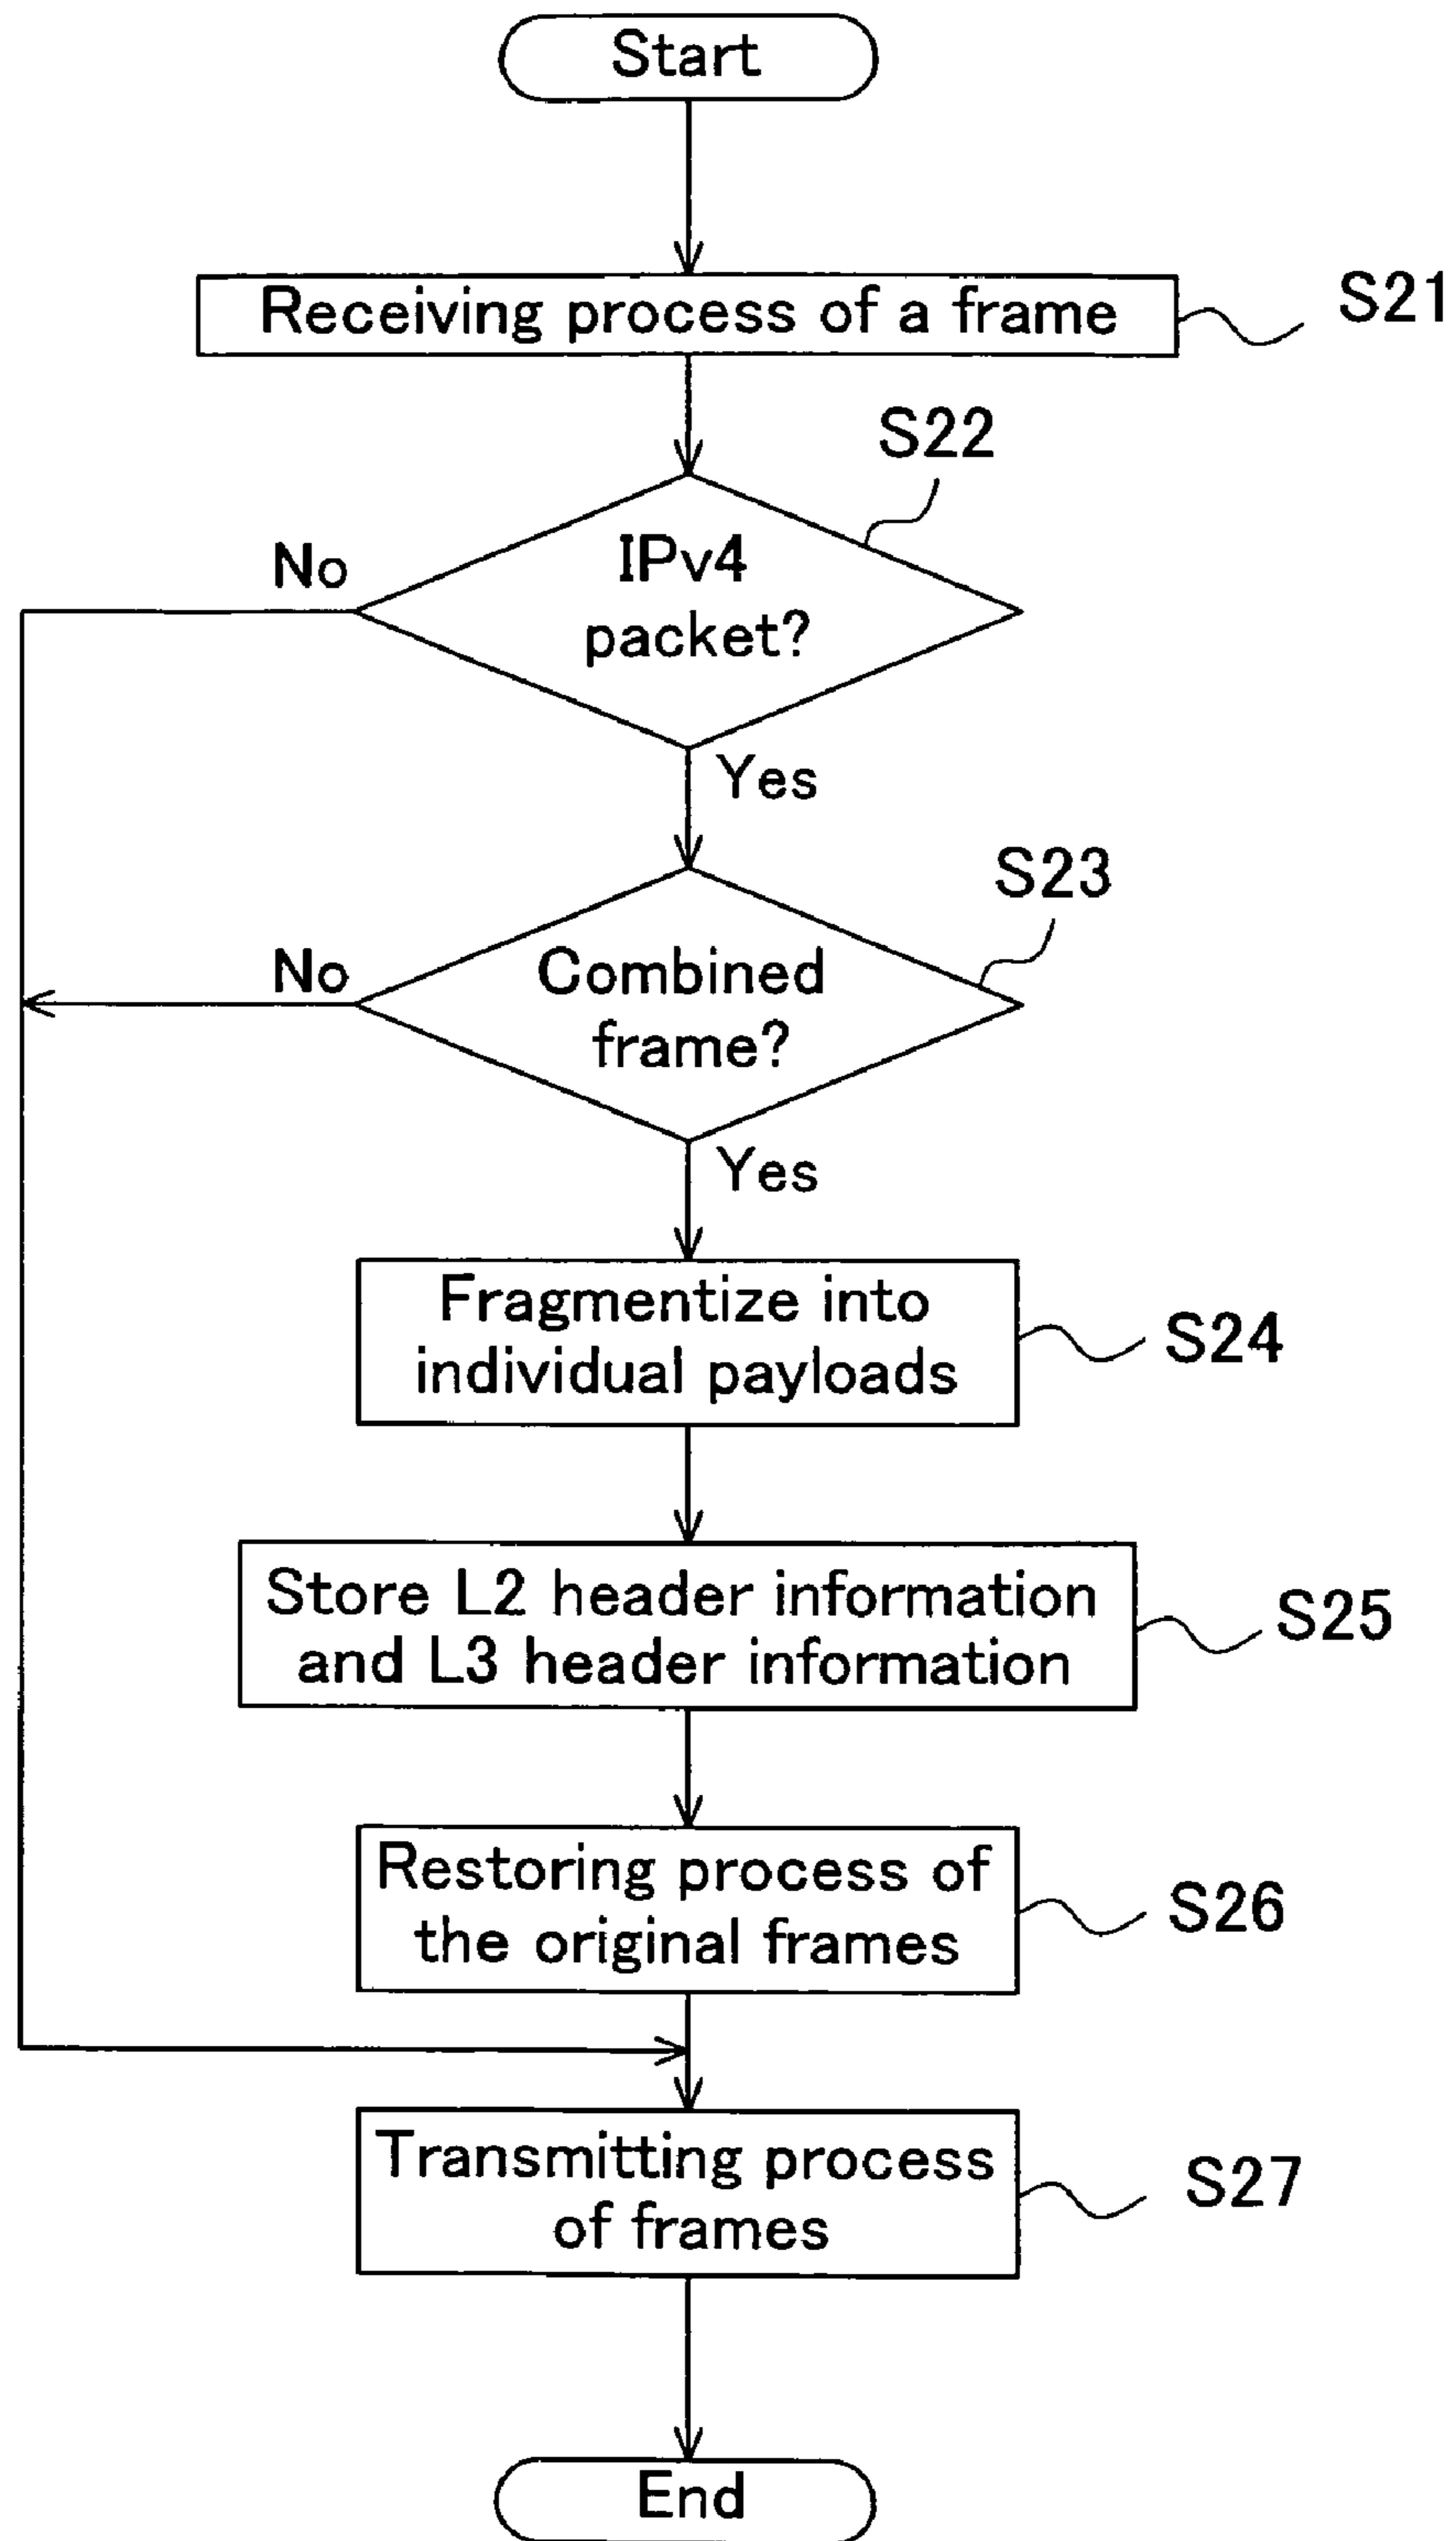 Start
Receiving process of a frame
S21
S22
No
IPv4
packet?
Yes
S23
No
Combined
frame?
Yes
Fragmentize into
individual payloads
S24
Store L2 header information
and L3 header information
S25
Restoring process of
the original frames
S26
Transmitting process
of frames
S27
End